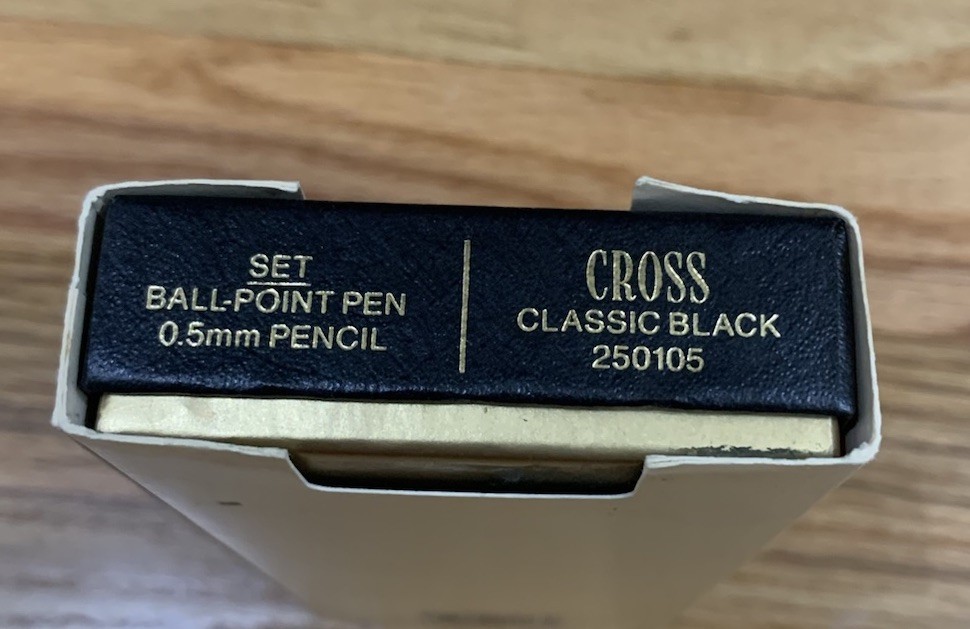 SET
BALL-POINT PEN
0.5mm PENCIL
CROSS
CLASSIC BLACK
250105